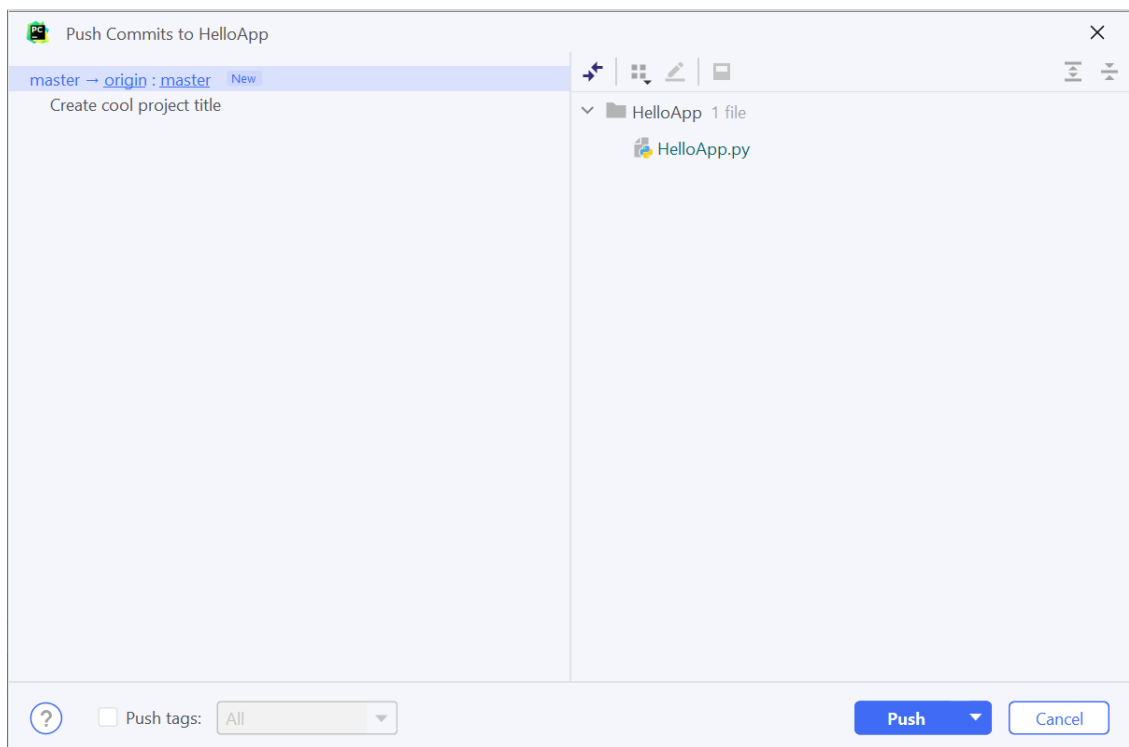 PC
Push Commits to HelloApp
master → origin : master New
Create cool project title
HelloApp 1 file
HelloApp.py
?
Push tags: All
Push
Cancel